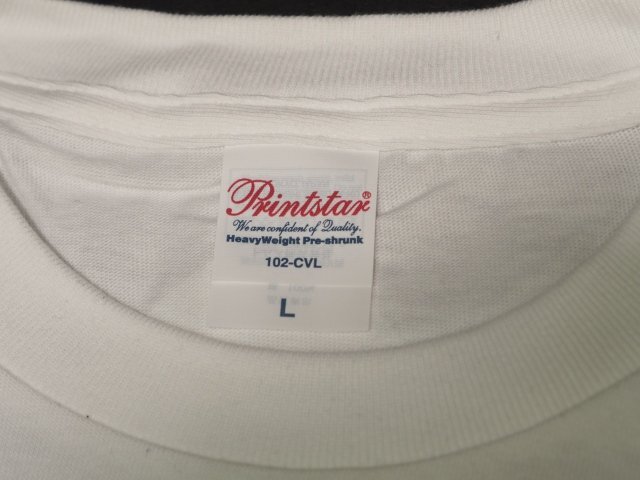 Printstar®
We are confident of Quality.
HeavyWeight Pre-shrunk
102-CVL
L